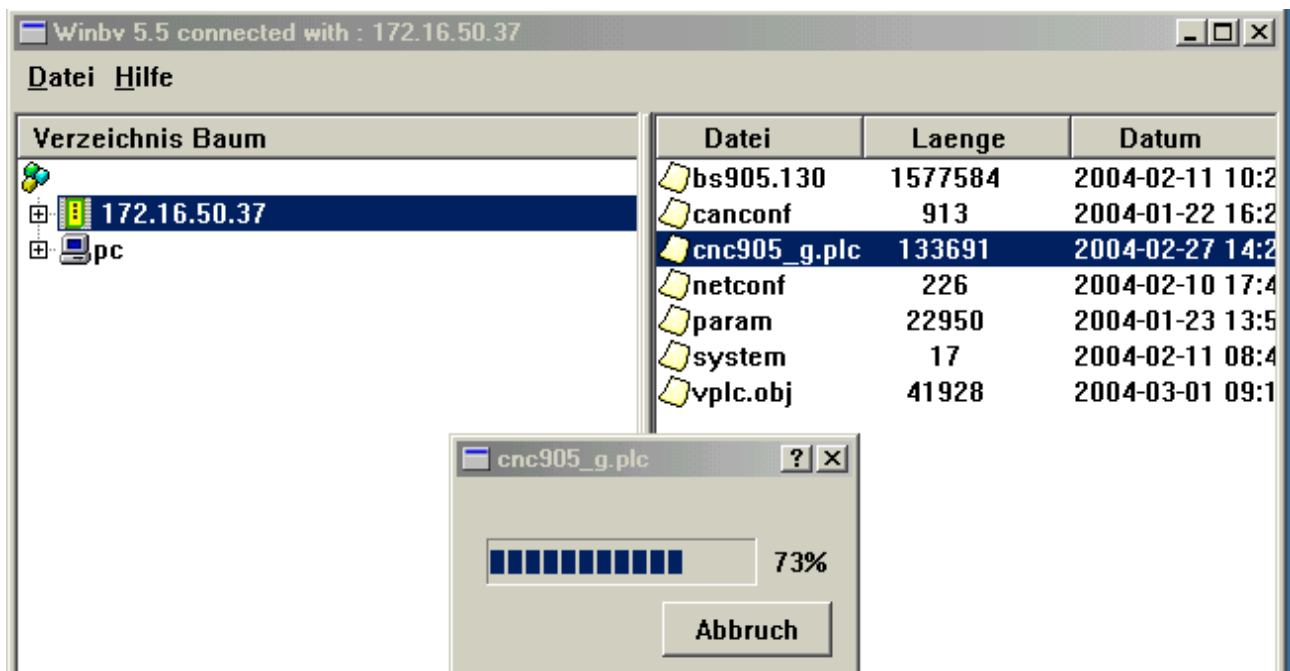 Winbv 5.5 connected with : 172.16.50.37
Datei Hilfe
Verzeichnis Baum
172.16.50.37
pc
Datei Laenge Datum
bs905.130 1577584 2004-02-11 10:2
canconf 913 2004-01-22 16:2
cnc905_g.plc 133691 2004-02-27 14:2
netconf 226 2004-02-10 17:4
param 22950 2004-01-23 13:5
system 17 2004-02-11 08:4
vplc.obj 41928 2004-03-01 09:1
cnc905_g.plc
73%
Abbruch